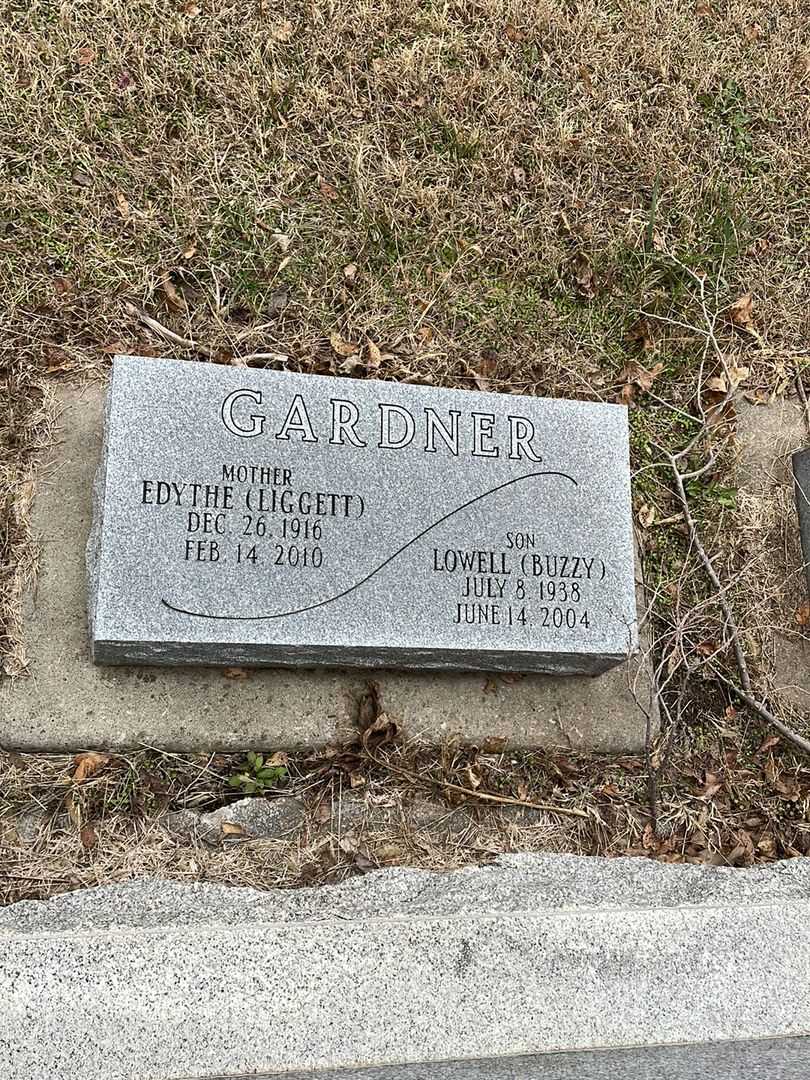 GARDNER
MOTHER
EDYTHE (LIGGETT)
DEC. 26, 1916
FEB. 14, 2010
SON
LOWELL (BUZZY)
JULY 8, 1938
JUNE 14, 2004